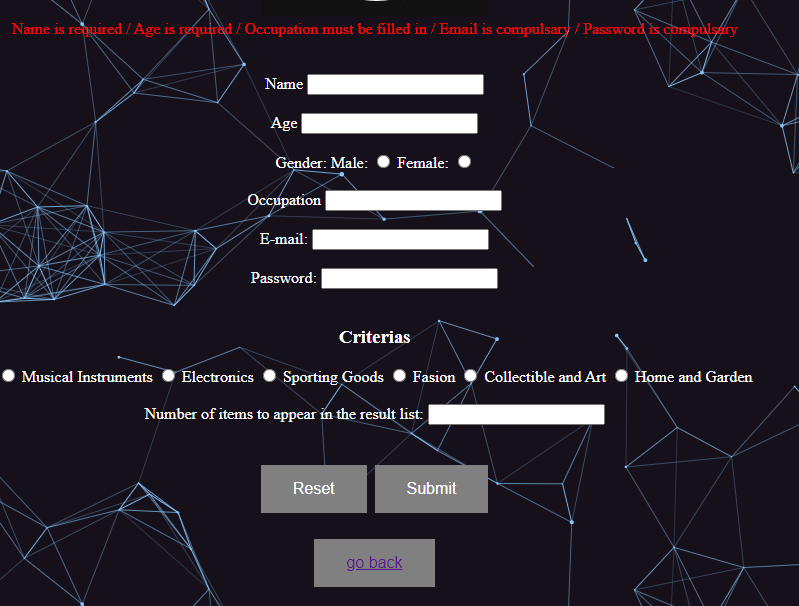 Name is required / Age is required / Occupation must be filled in / Email is compulsary / Password is compulsary
Name
Age
Gender: Male: Female:
Occupation
E-mail:
Password:
Criterias
Musical Instruments Electronics Sporting Goods Fasion Collectible and Art Home and Garden
Number of items to appear in the result list:
Reset Submit
go back